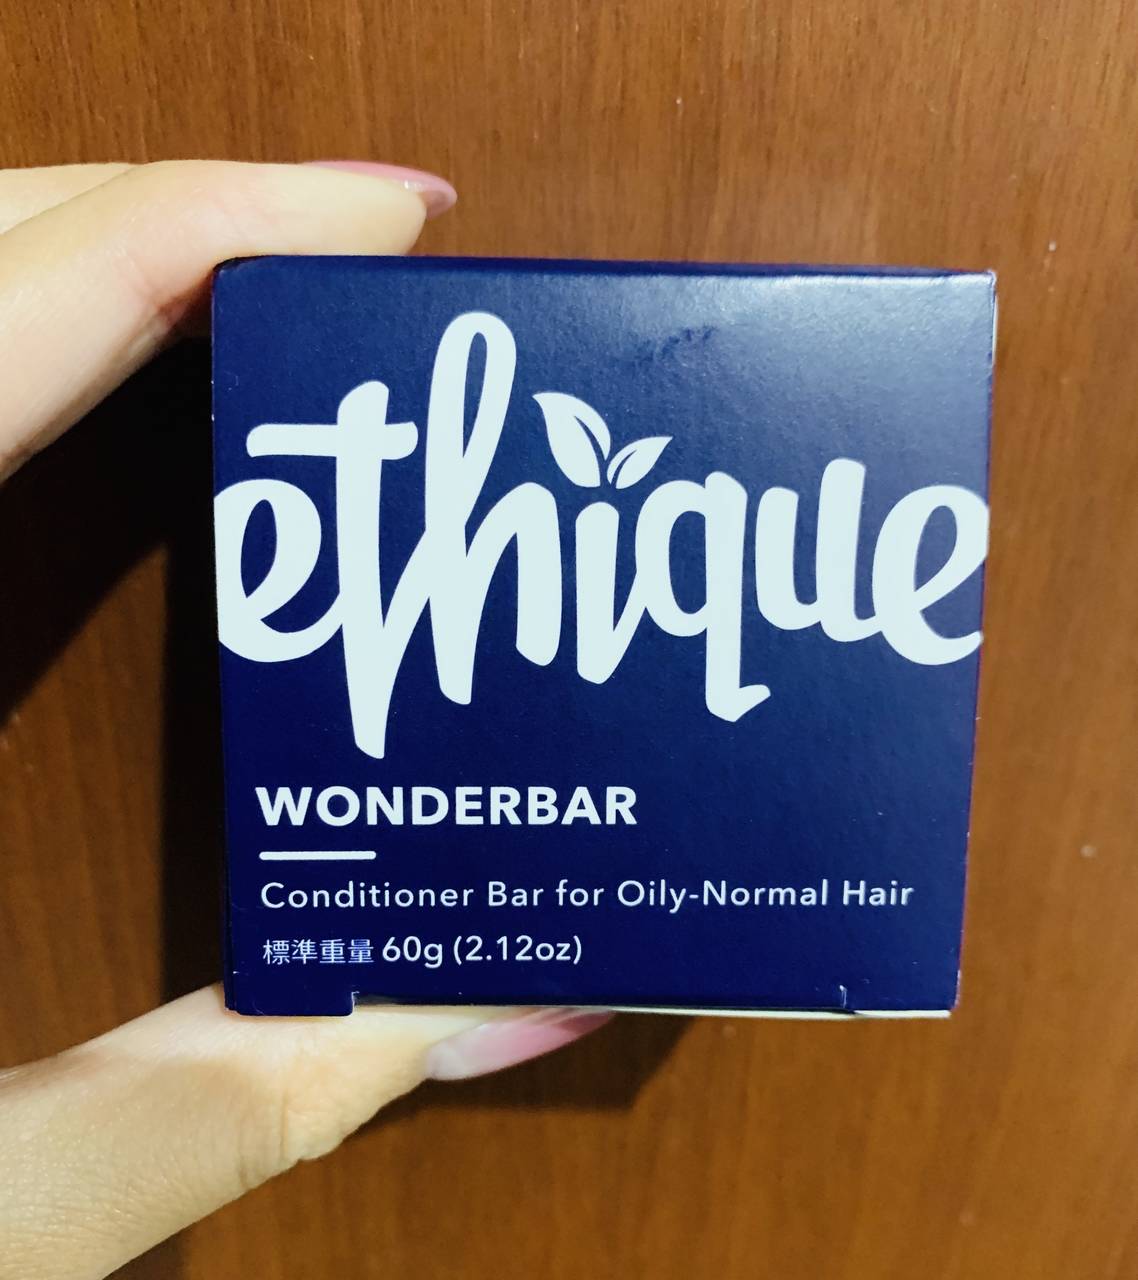 ethique
WONDERBAR
Conditioner Bar for Oily-Normal Hair
標準重量 60g (2.12oz)